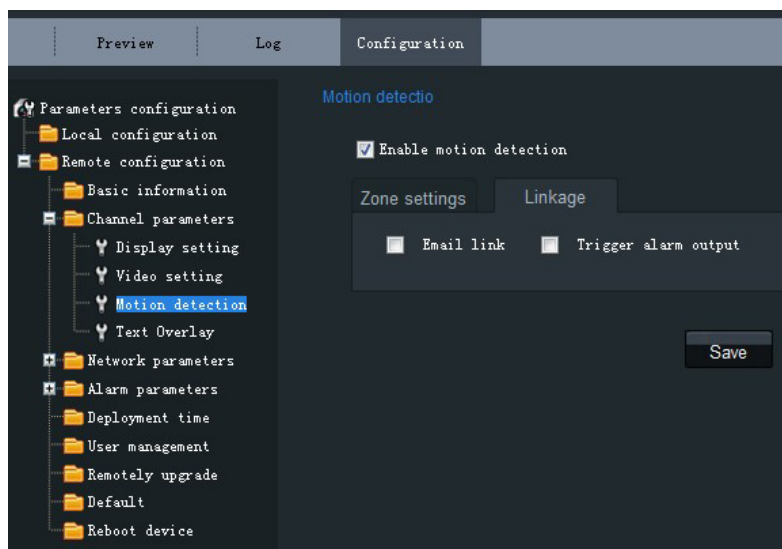 Preview Log Configuration
Parameters configuration
Local configuration
Remote configuration
Basic information
Channel parameters
Display setting
Video setting
Motion detection
Text Overlay
Network parameters
Alarm parameters
Deployment time
User management
Remotely upgrade
Default
Reboot device
Motion detectio
Enable motion detection
Zone settings Linkage
Email link Trigger alarm output
Save